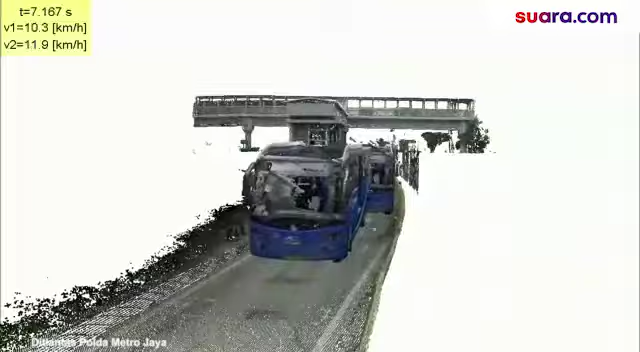 t=7.167 s
v1=10.3 [km/h]
v2=11.9 [km/h]
suara.com
Ditlantas Polda Metro Jaya